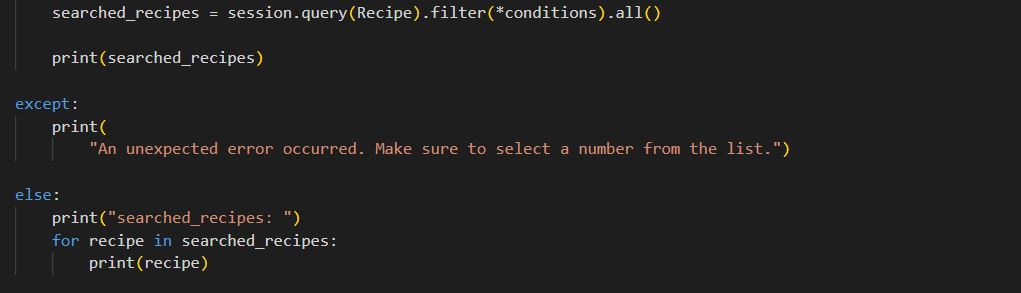 searched_recipes = session.query(Recipe).filter(*conditions).all()
print(searched_recipes)
except:
print(
"An unexpected error occurred. Make sure to select a number from the list.")
else:
print("searched_recipes: ")
for recipe in searched_recipes:
print(recipe)